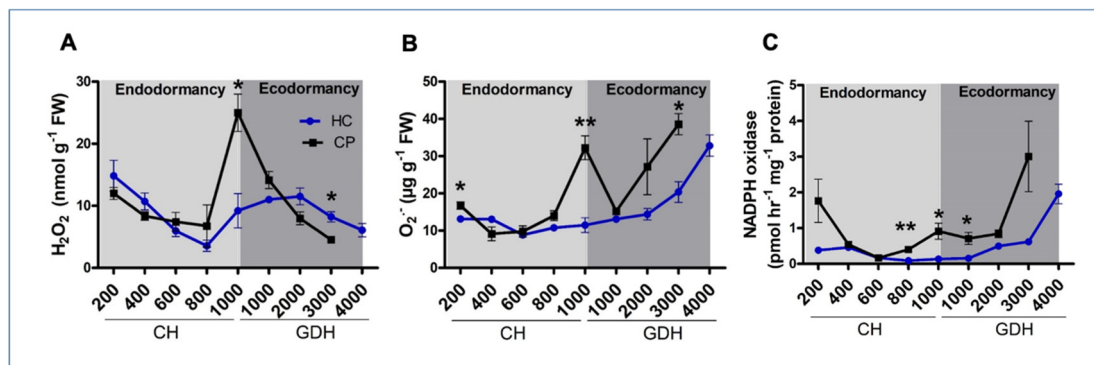 A
H2O2 (nmol g-1 FW)
30
20
10
0
Endodormancy
Ecodormancy
*
HC
CP
*
200 400 600 800 1000 1000 2000 3000 4000
CH GDH
B
O2·- (µg g-1 FW)
50
40
30
20
10
0
Endodormancy
Ecodormancy
*
**
*
200 400 600 800 1000 1000 2000 3000 4000
CH GDH
C
NADPH oxidase
(pmol hr-1 mg-1 protein)
5
4
3
2
1
0
Endodormancy
Ecodormancy
**
*
*
200 400 600 800 1000 1000 2000 3000 4000
CH GDH